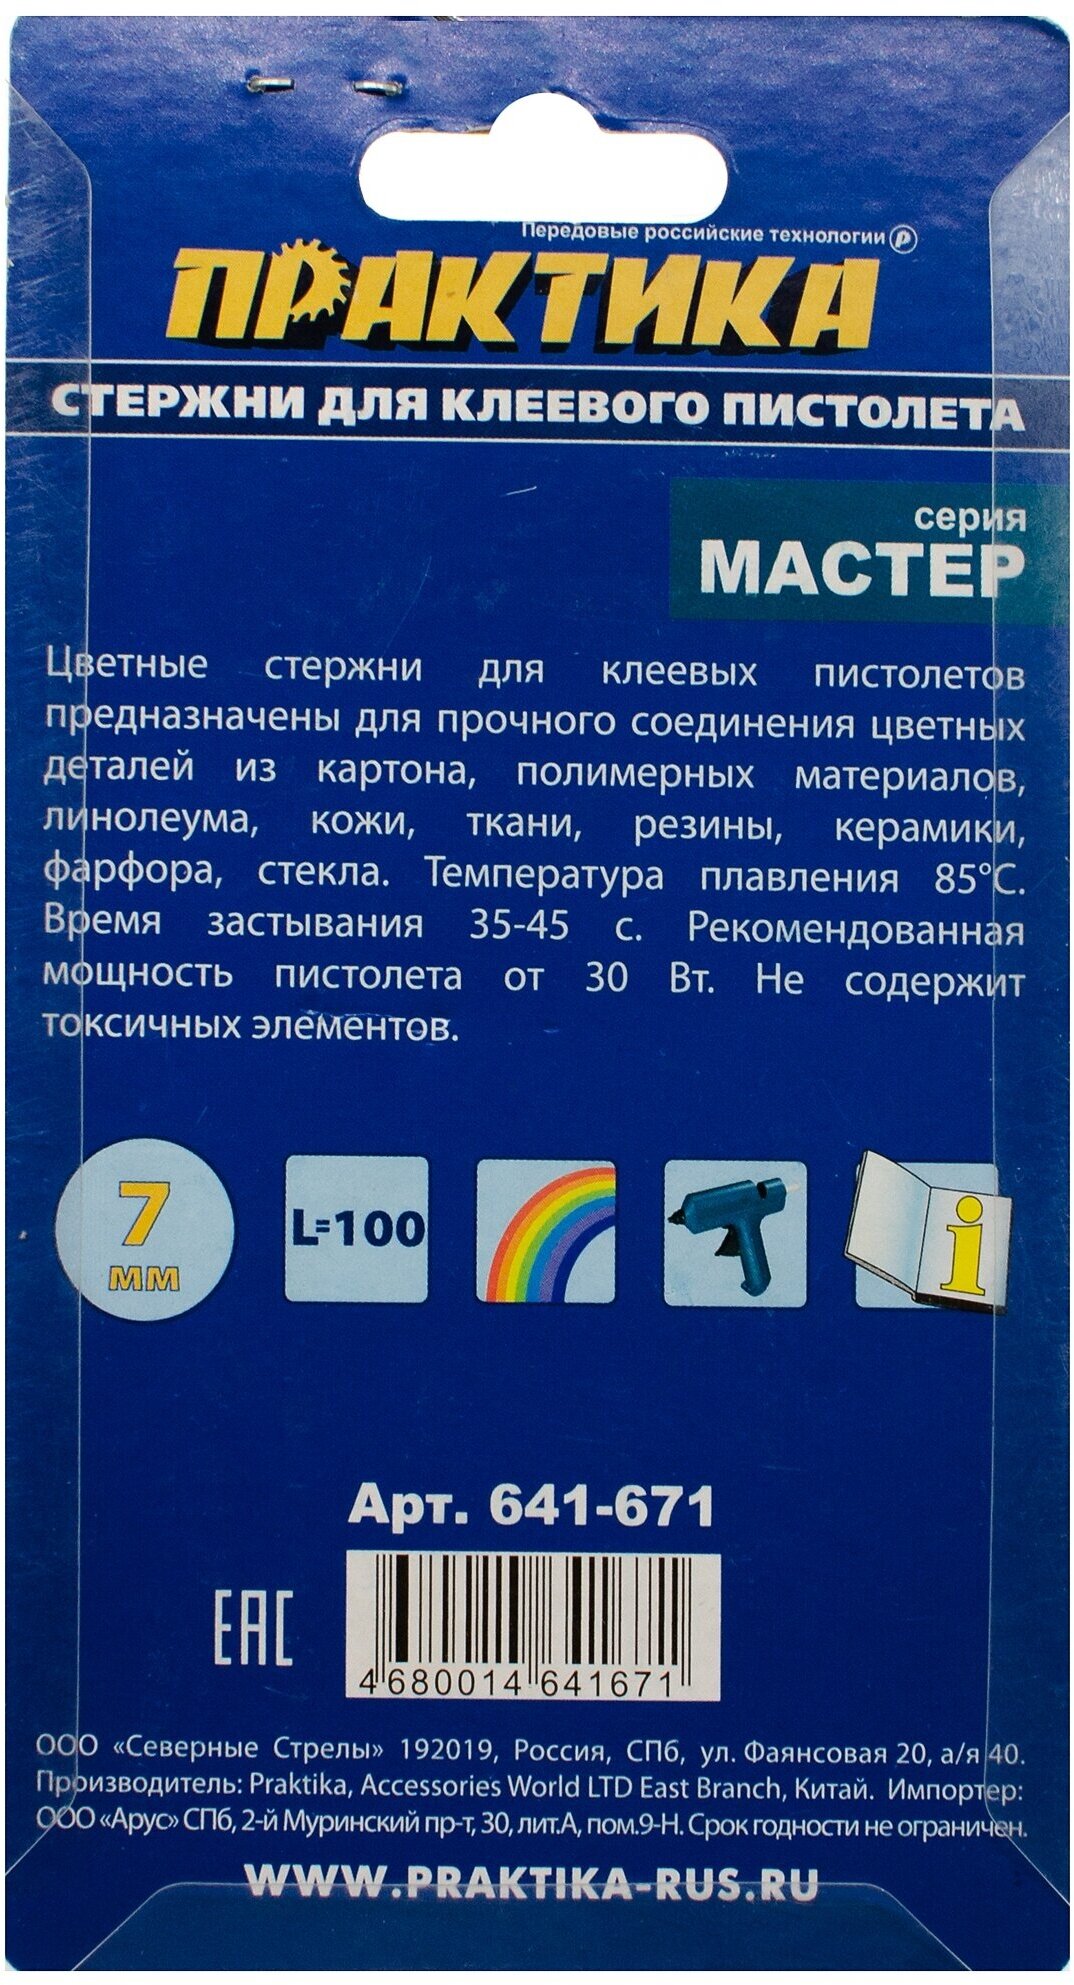 Передовые российские технологии
ПРАКТИКА
СТЕРЖНИ ДЛЯ КЛЕЕВОГО ПИСТОЛЕТА
серия
МАСТЕР
Цветные стержни для клеевых пистолетов
предназначены для прочного соединения цветных
деталей из картона, полимерных материалов,
линолеума, кожи, ткани, резины, керамики,
фарфора, стекла. Температура плавления 85°С.
Время застывания 35-45 с. Рекомендованная
мощность пистолета от 30 Вт. Не содержит
токсичных элементов.
7
мм
L=100
i
Арт. 641-671
EAC
4 680014 641671
ООО «Северные Стрелы» 192019, Россия, СПб, ул. Фаянсовая 20, а/я 40.
Производитель: Praktika, Accessories World LTD East Branch, Китай. Импортер:
ООО «Арус» СПб, 2-й Муринский пр-т, 30, лит.А, пом.9-Н. Срок годности не ограничен.
WWW.PRAKTIKA-RUS.RU